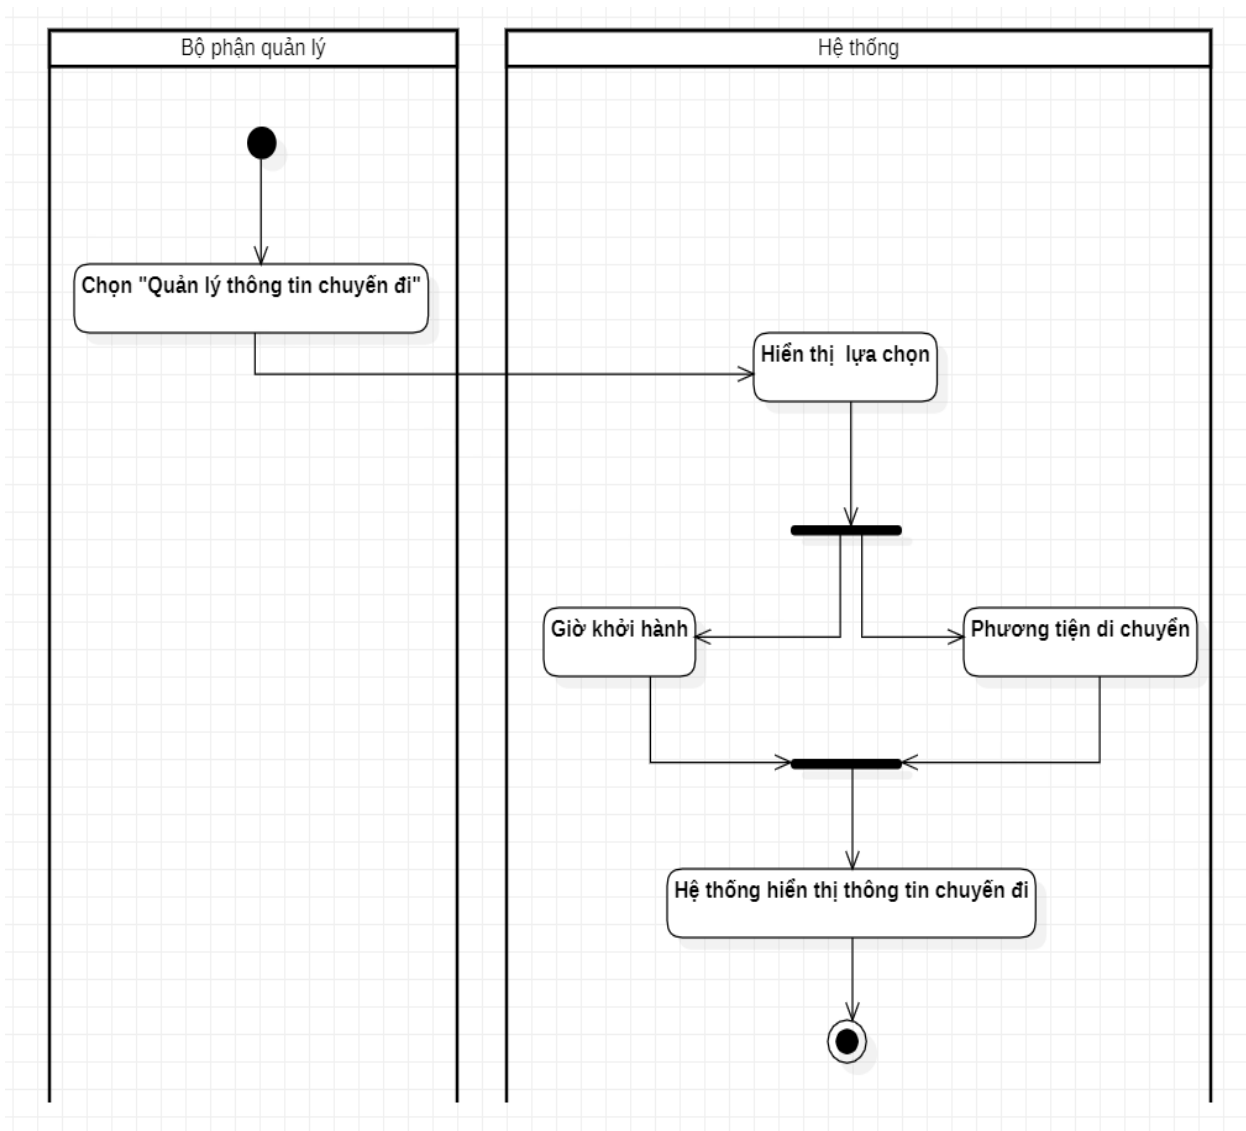 Bộ phận quản lý
Hệ thống
Chọn "Quản lý thông tin chuyến đi"
Hiển thị  lựa chọn
Giờ khởi hành
Phương tiện di chuyển
Hệ thống hiển thị thông tin chuyến đi